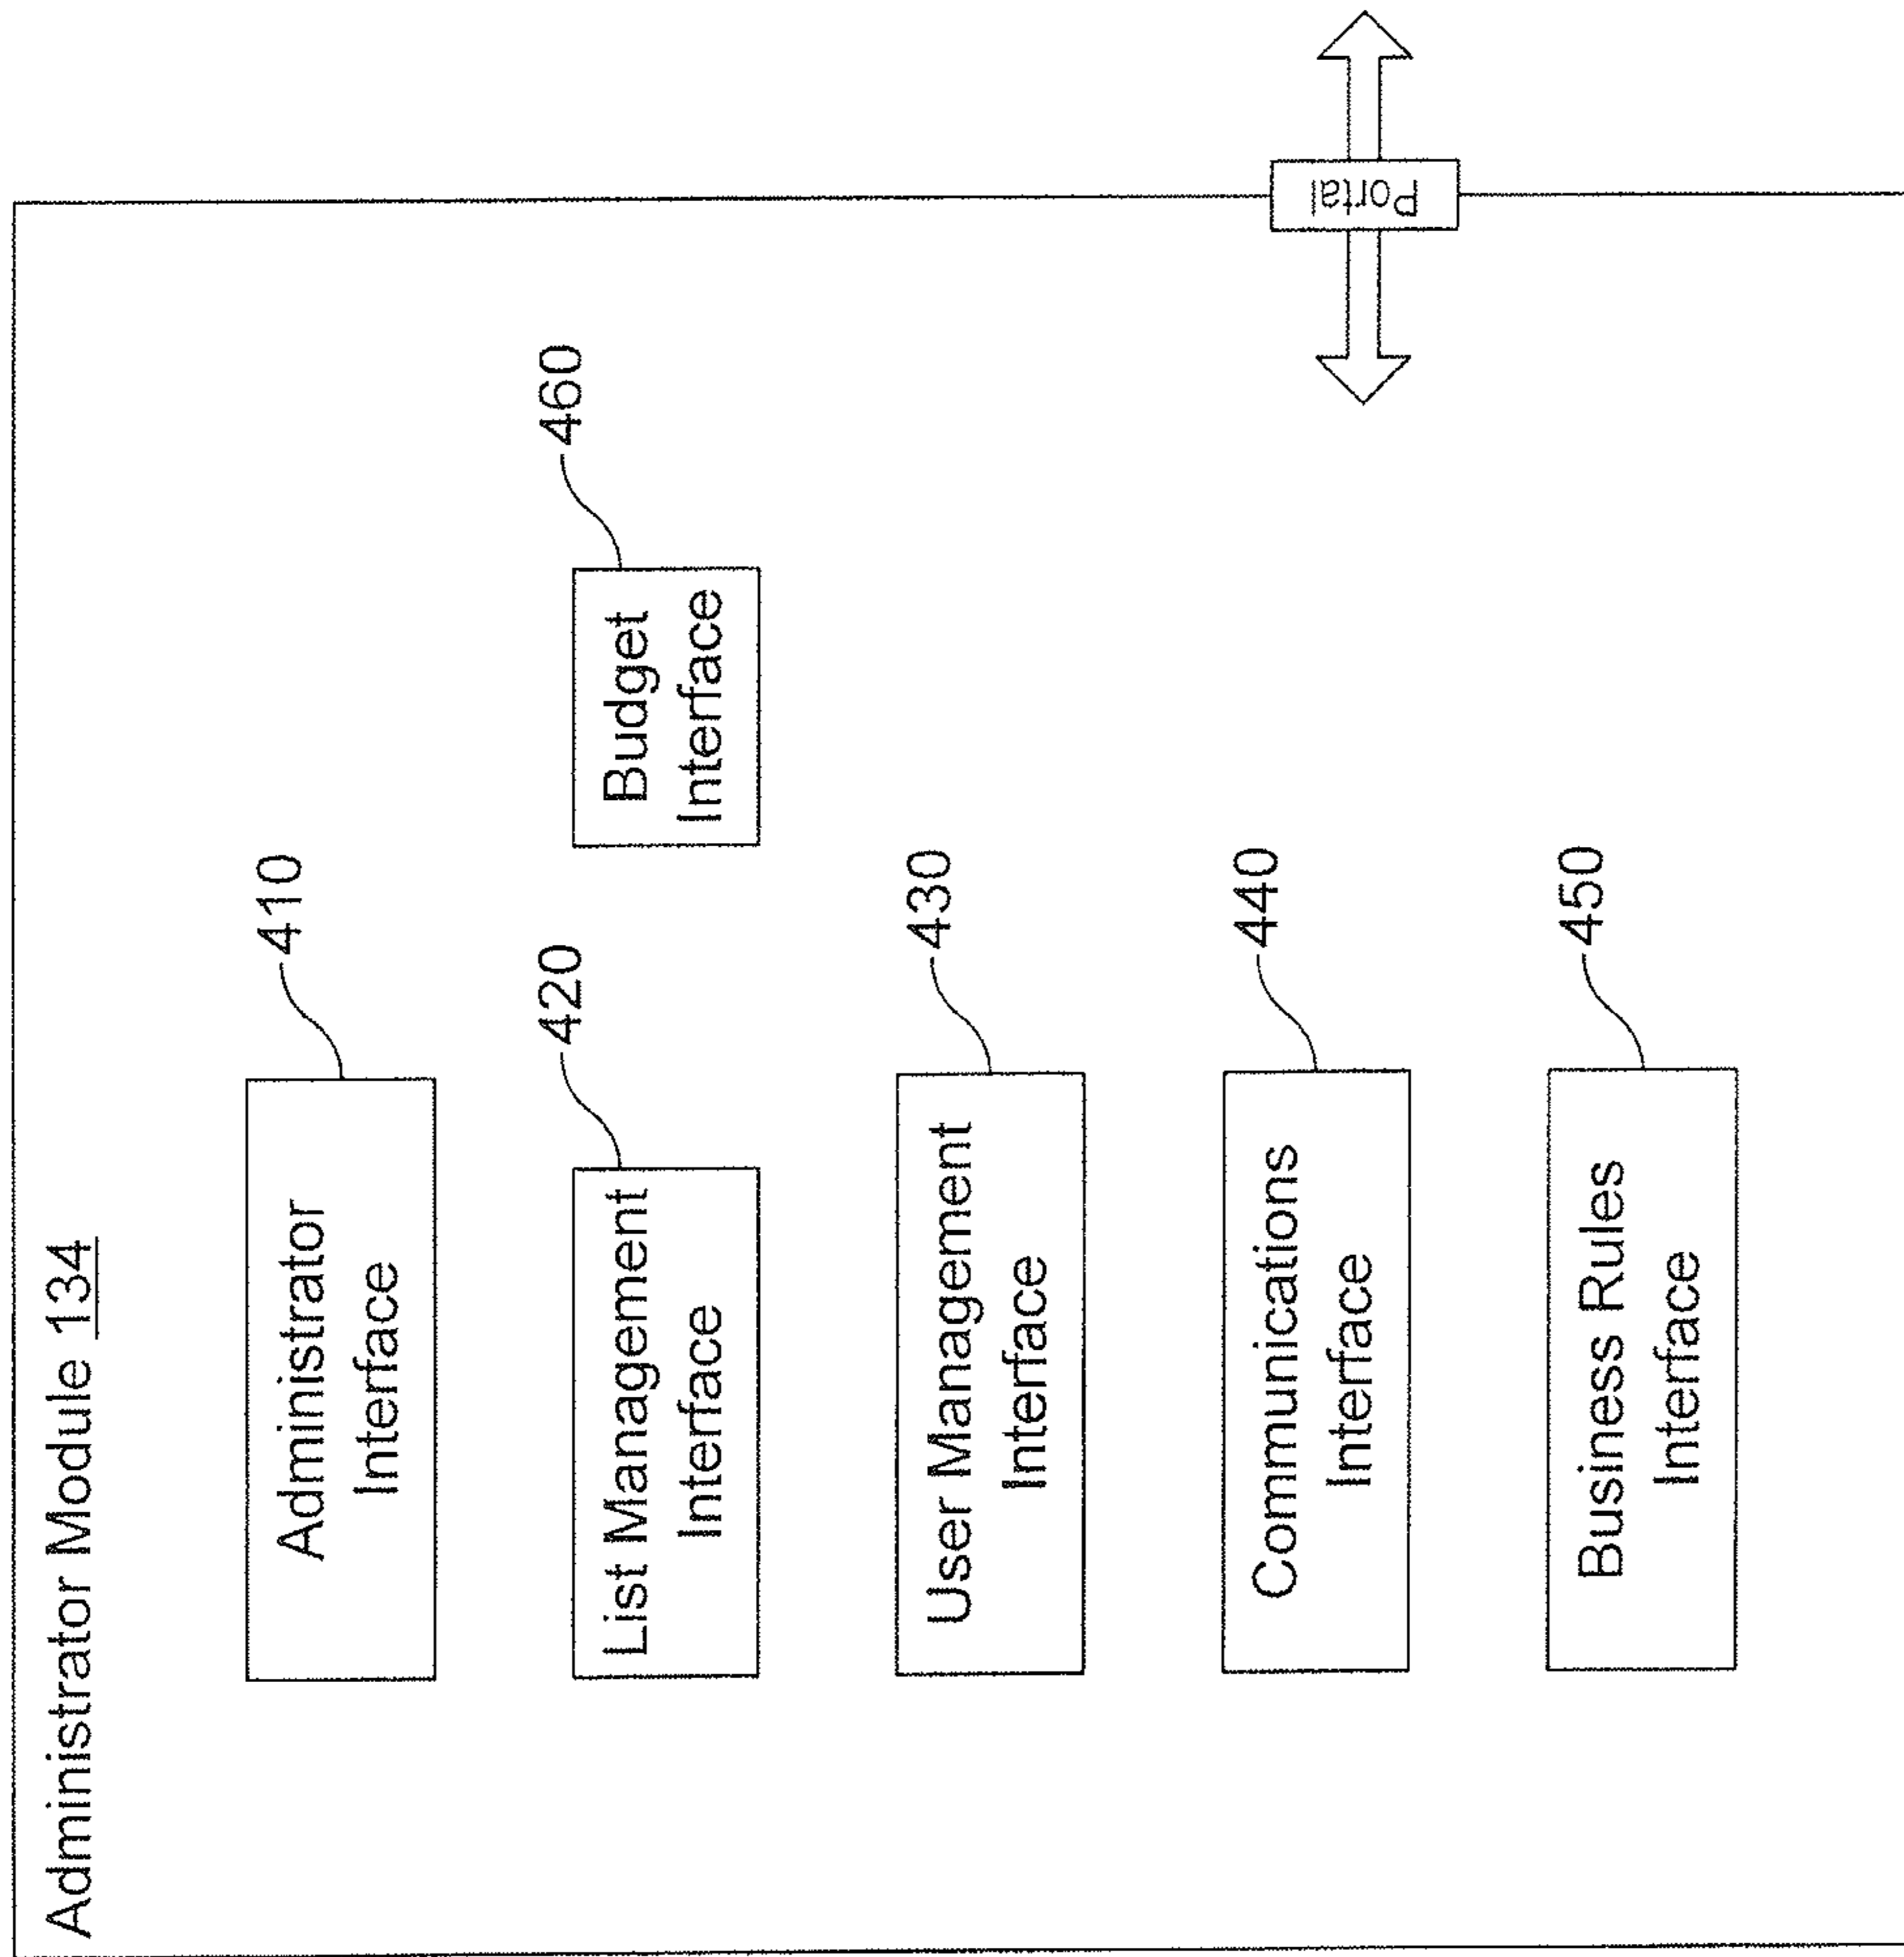 Administrator Module 134
Administrator
Interface
410
List Management
Interface
420
Budget
Interface
460
User Management
Interface
430
Communications
Interface
440
Business Rules
Interface
450
Portal